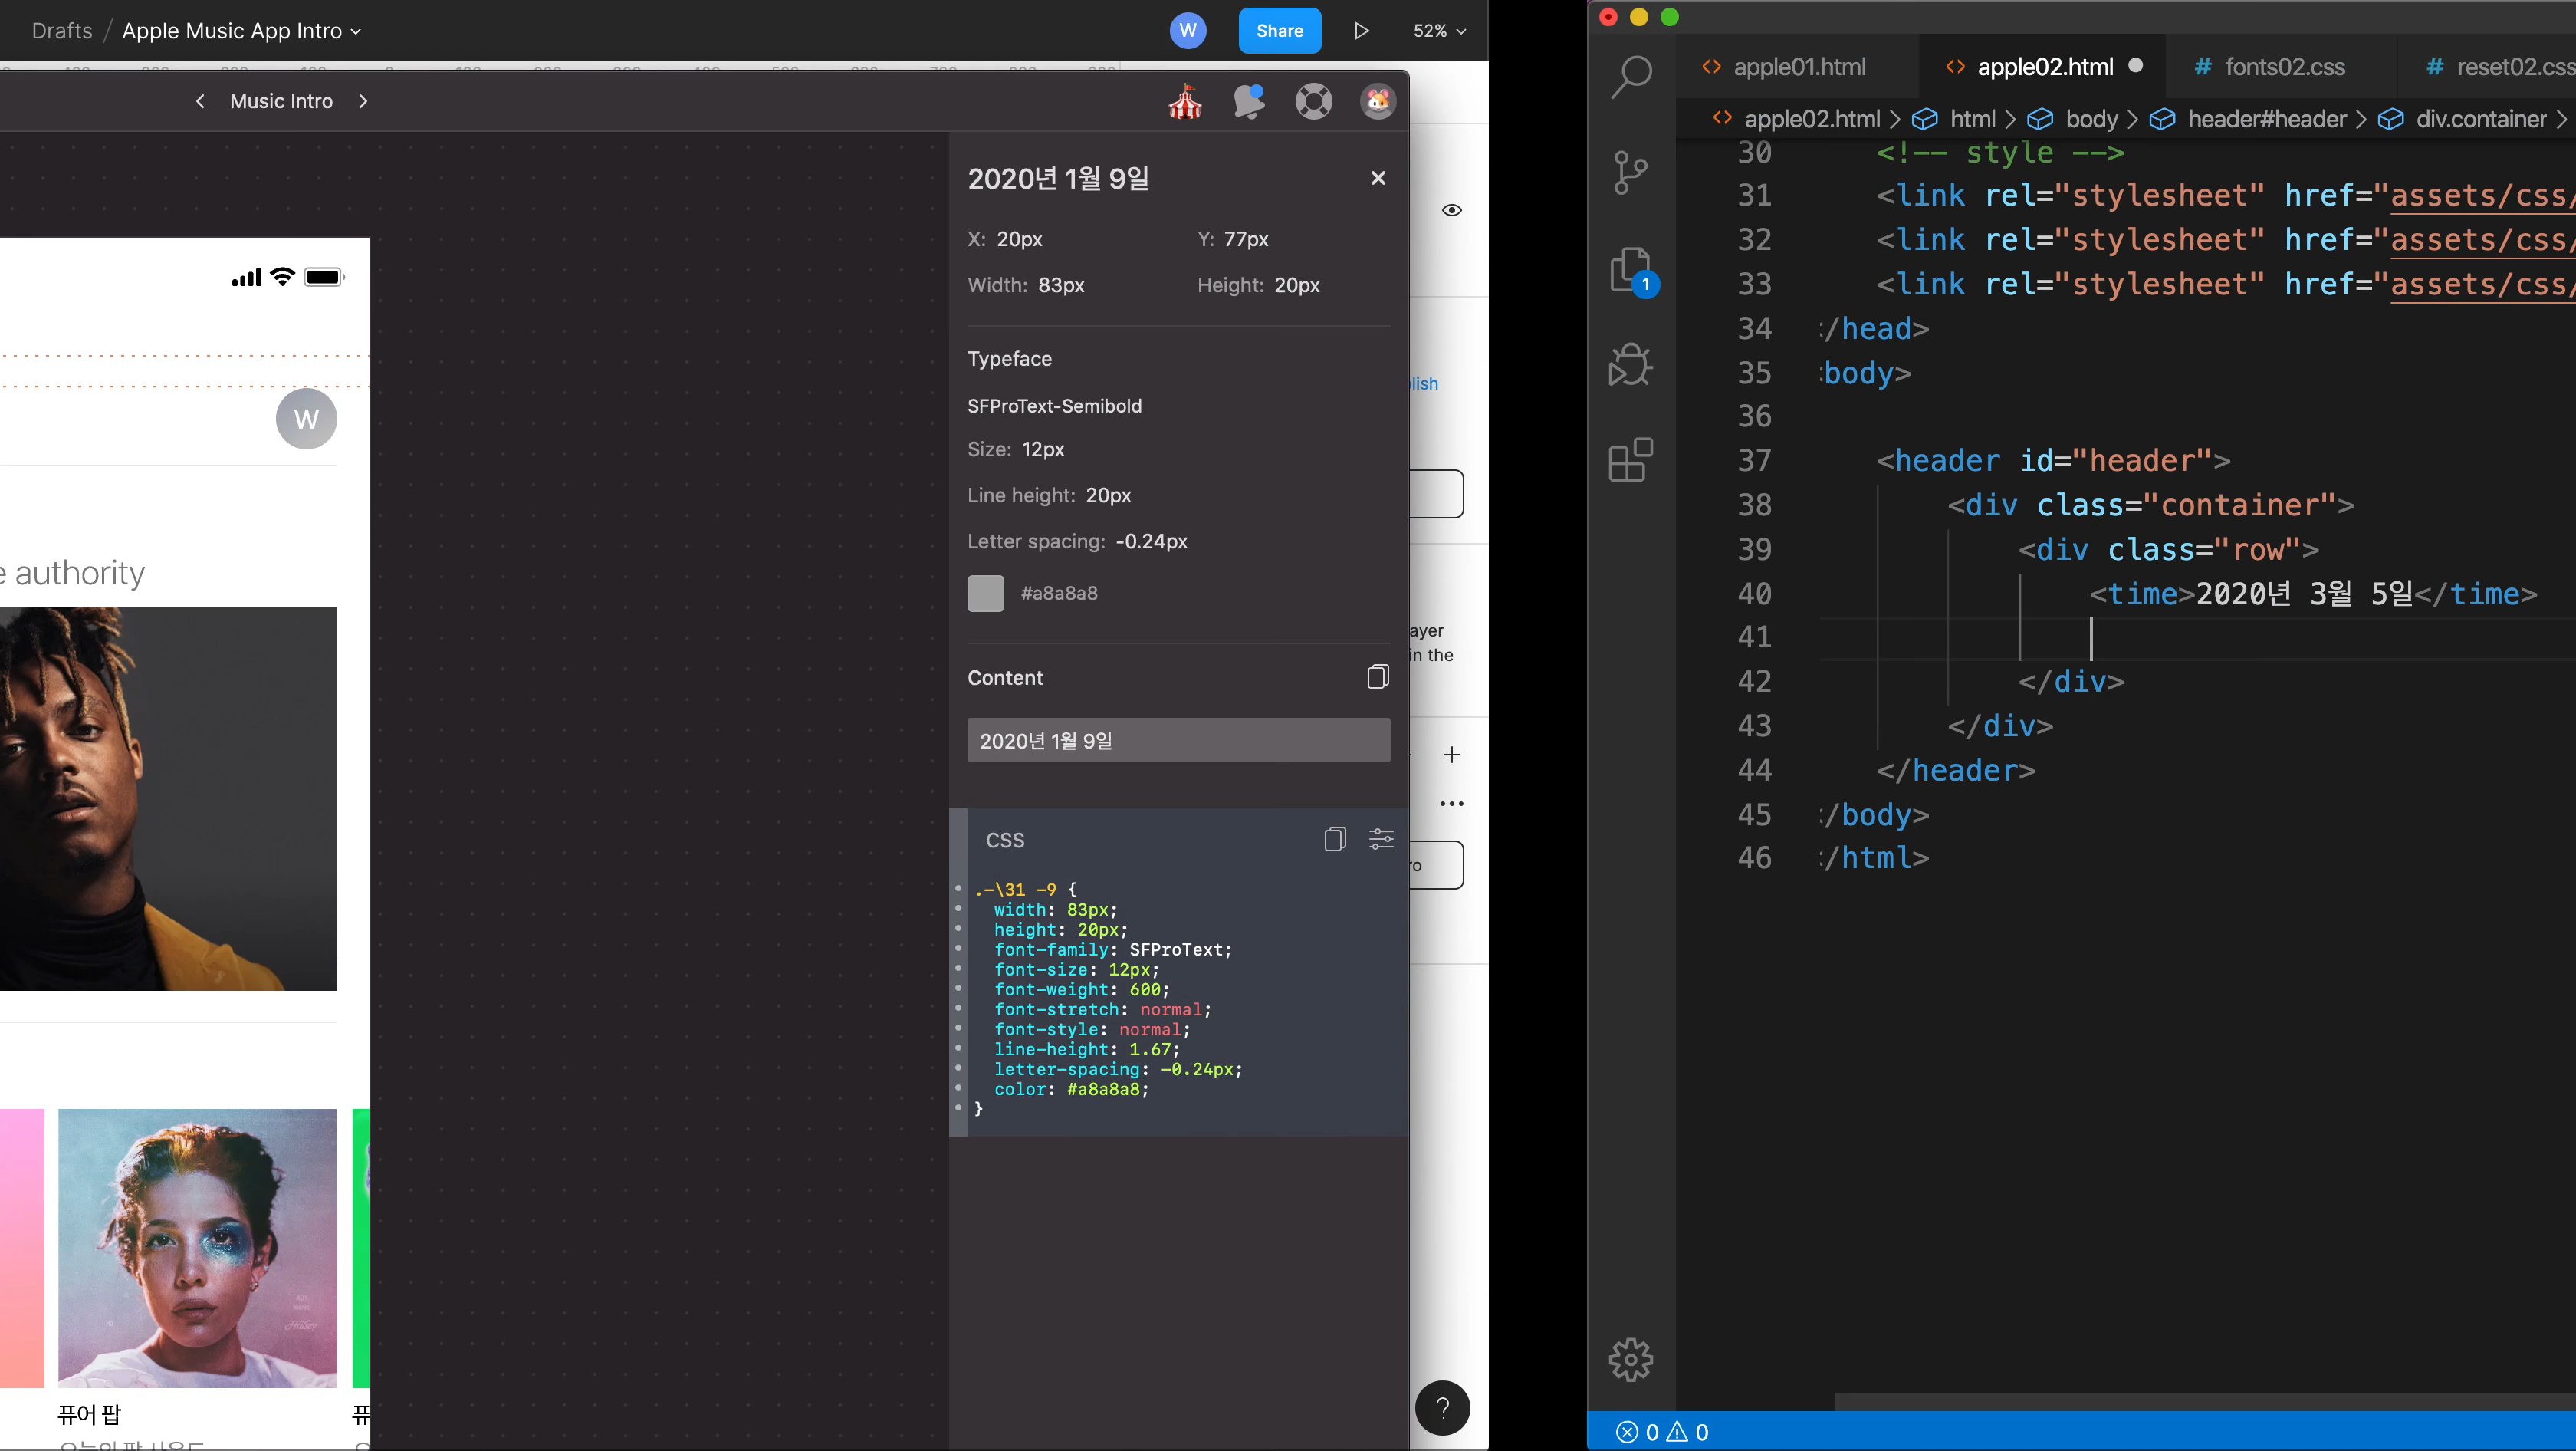 Drafts / Apple Music App Intro
W
Share
52%
Music Intro
W
authority
퓨어 팝
2020년 1월 9일
X: 20px
Y: 77px
Width: 83px
Height: 20px
Typeface
SFProText-Semibold
Size: 12px
Line height: 20px
Letter spacing: -0.24px
#a8a8a8
Content
2020년 1월 9일
CSS
.-\31 -9 {
width: 83px;
height: 20px;
font-family: SFProText;
font-size: 12px;
font-weight: 600;
font-stretch: normal;
font-style: normal;
line-height: 1.67;
letter-spacing: -0.24px;
color: #a8a8a8;
}
in the
?
apple01.html
apple02.html
# fonts02.css
# reset02.css
apple02.html > html > body > header#header > div.container >
1
30 <!-- style -->
31 <link rel="stylesheet" href="assets/css/
32 <link rel="stylesheet" href="assets/css/
33 <link rel="stylesheet" href="assets/css/
34 /head>
35 body>
36
37 <header id="header">
38 <div class="container">
39 <div class="row">
40 <time>2020년 3월 5일</time>
41
42 </div>
43 </div>
44 </header>
45 /body>
46 /html>
0 0